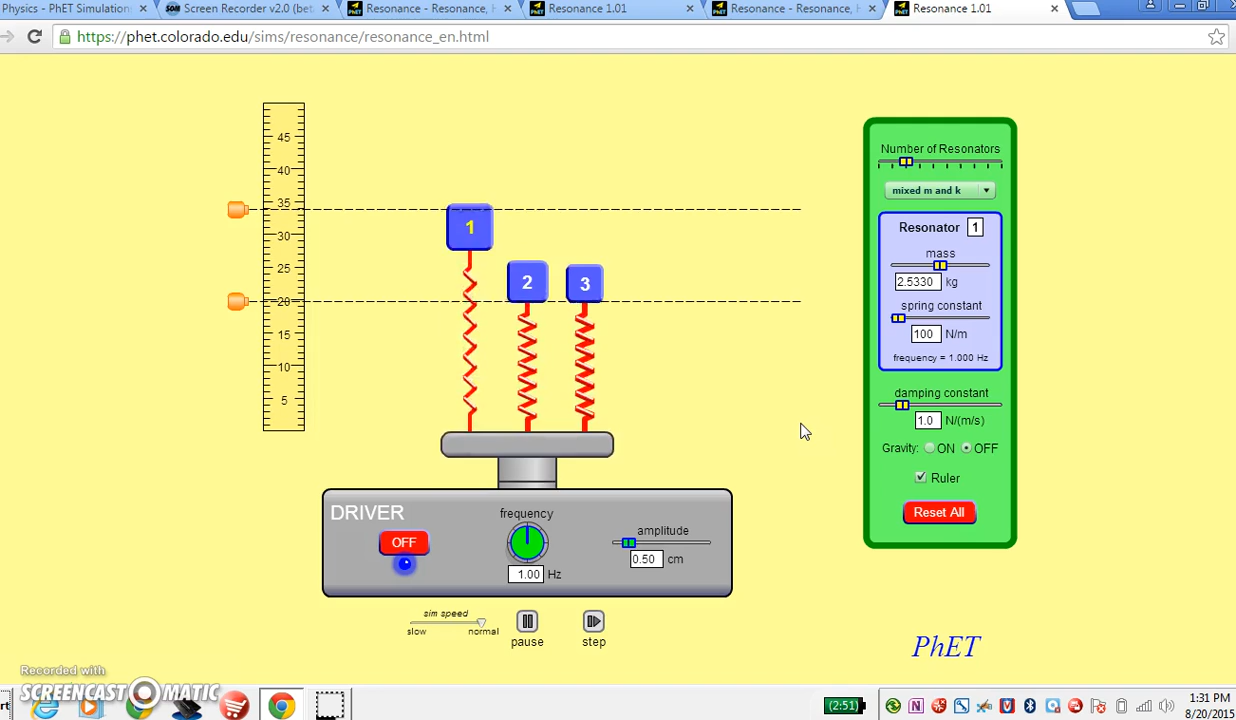 Physics - PhET Simulation:
Screen Recorder v2.0 (bet
Resonance - Resonance, H
Resonance 1.01
Resonance - Resonance, H
Resonance 1.01
https://phet.colorado.edu/sims/resonance/resonance_en.html
45
40
35
30
25
20
15
10
5
1
2
3
DRIVER
OFF
frequency
1.00 Hz
amplitude
0.50 cm
sim speed
slow normal
pause
step
Number of Resonators
mixed m and k
Resonator 1
mass
2.5330 kg
spring constant
100 N/m
frequency = 1.000 Hz
damping constant
1.0 N/(m/s)
Gravity: ON OFF
Ruler
Reset All
PhET
Recorded with
SCREENCAST-O-MATIC
rt
(2:51)
1:31 PM
8/20/2015